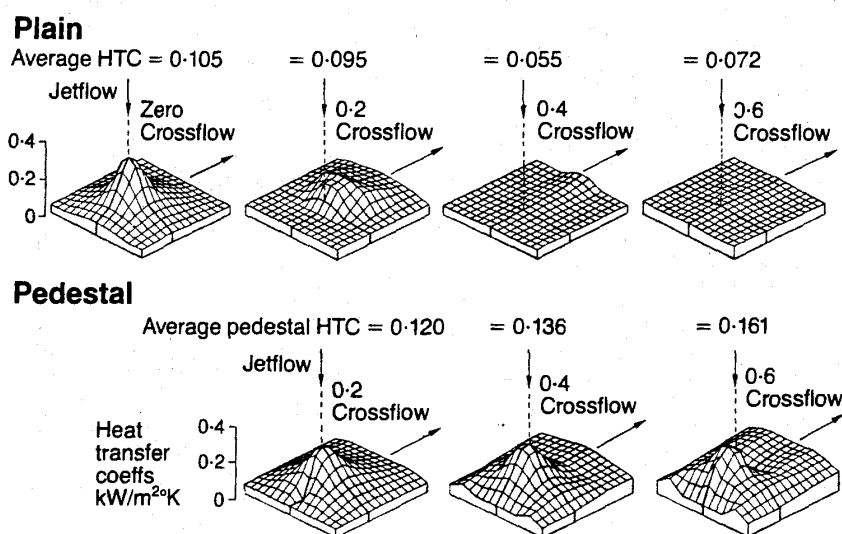 Plain
Average HTC = 0·105 = 0·095 = 0·055 = 0·072
Jetflow
Zero Crossflow
0·2 Crossflow
0·4 Crossflow
0·6 Crossflow
0·4
0·2
0
Pedestal
Average pedestal HTC = 0·120 = 0·136 = 0·161
Jetflow
0·2 Crossflow
0·4 Crossflow
0·6 Crossflow
Heat
transfer
coeffs
kW/m²°K
0·4
0·2
0